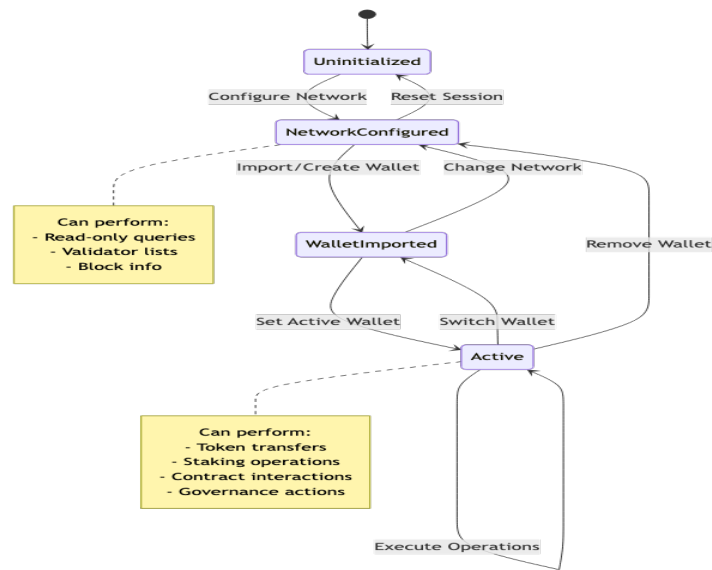 Uninitialized
Configure Network
Reset Session
NetworkConfigured
Import/Create Wallet
Change Network
Can perform:
- Read-only queries
- Validator lists
- Block info
WalletImported
Remove Wallet
Set Active Wallet
Switch Wallet
Active
Can perform:
- Token transfers
- Staking operations
- Contract interactions
- Governance actions
Execute Operations